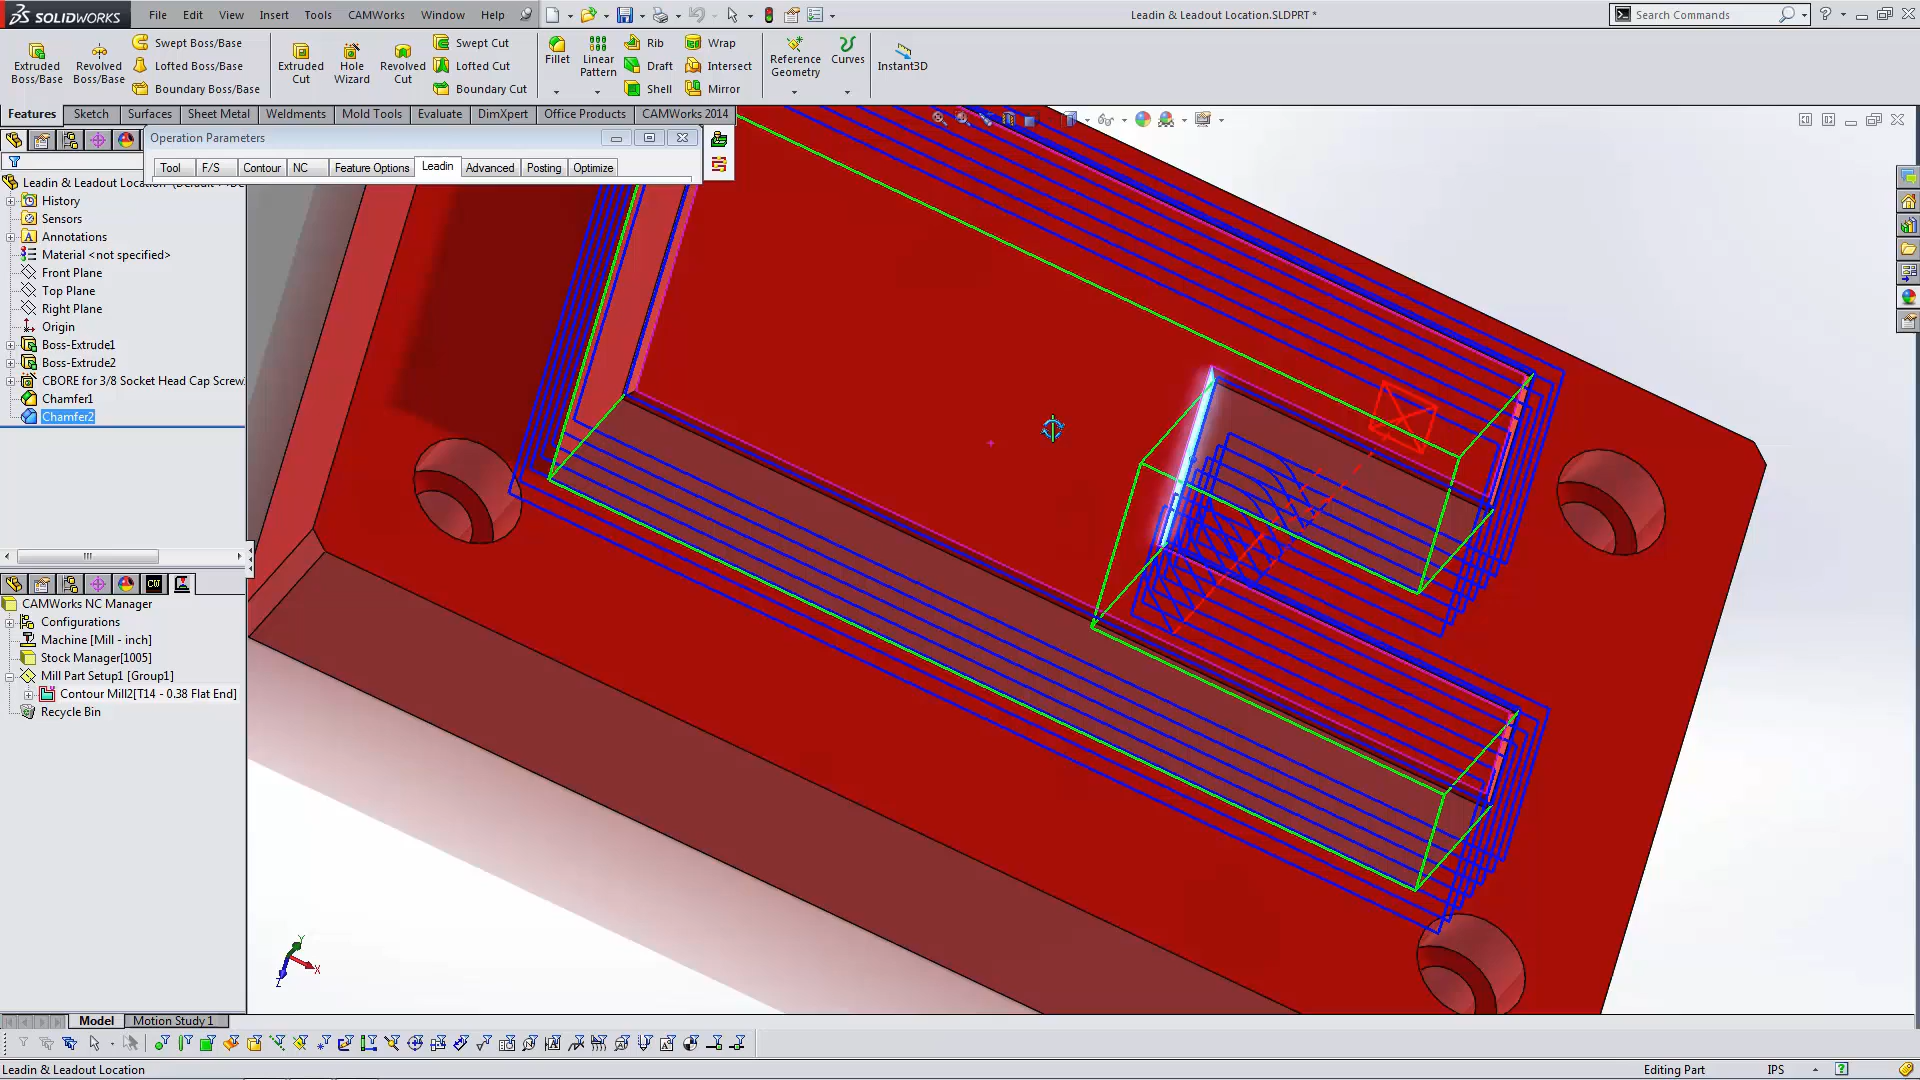 SOLIDWORKS
File Edit View Insert Tools CAMWorks Window Help
Leadin & Leadout Location.SLDPRT *
Search Commands
Extruded Boss/Base
Revolved Boss/Base
Swept Boss/Base
Lofted Boss/Base
Boundary Boss/Base
Extruded Cut
Hole Wizard
Revolved Cut
Swept Cut
Lofted Cut
Boundary Cut
Fillet
Linear Pattern
Rib
Draft
Shell
Wrap
Intersect
Mirror
Reference Geometry
Curves
Instant3D
Features Sketch Surfaces Sheet Metal Weldments Mold Tools Evaluate DimXpert Office Products CAMWorks 2014
Operation Parameters
Tool F/S Contour NC Feature Options Leadin Advanced Posting Optimize
Leadin & Leadout Location
History
Sensors
Annotations
Material <not specified>
Front Plane
Top Plane
Right Plane
Origin
Boss-Extrude1
Boss-Extrude2
CBORE for 3/8 Socket Head Cap Screw
Chamfer1
Chamfer2
CW
CAMWorks NC Manager
Configurations
Machine [Mill - inch]
Stock Manager[1005]
Mill Part Setup1 [Group1]
Contour Mill2[T14 - 0.38 Flat End]
Recycle Bin
Y
X
Z
Model Motion Study 1
Leadin & Leadout Location
Editing Part
IPS